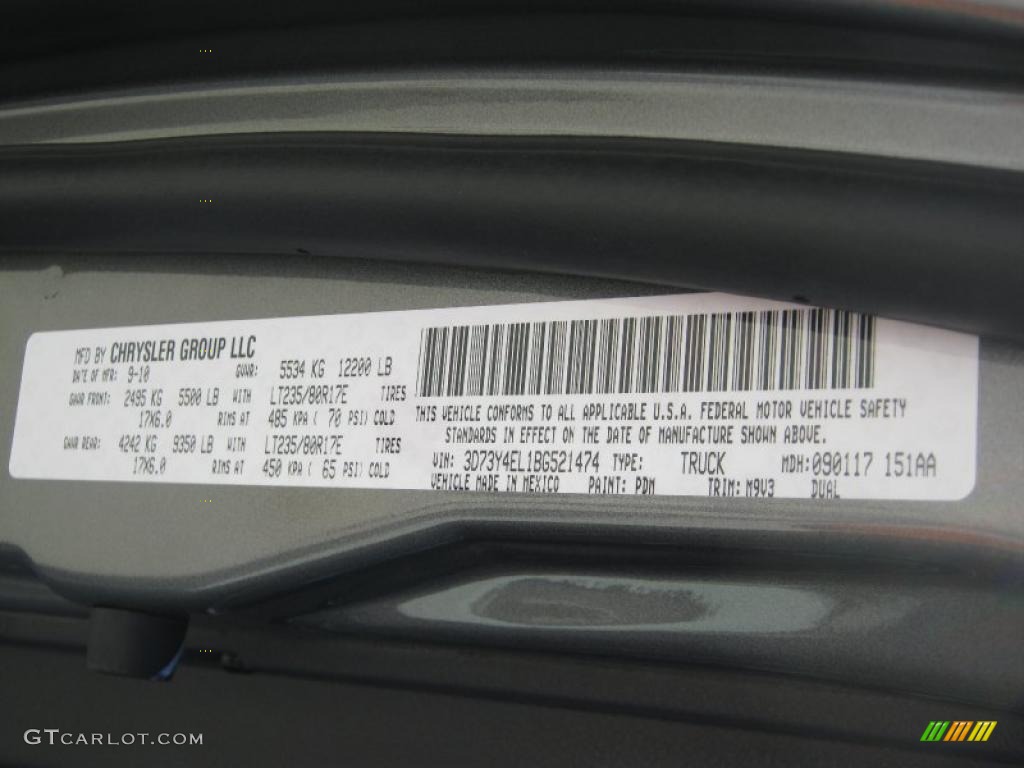 MFD BY CHRYSLER GROUP LLC
DATE OF MFR: 9-10 GVWR: 5534 KG 12200 LB
GAWR FRONT: 2495 KG 5500 LB WITH LT235/80R17E TIRES
17X6.0 RIMS AT 485 KPA ( 70 PSI) COLD
GAWR REAR: 4242 KG 9350 LB WITH LT235/80R17E TIRES
17X6.0 RIMS AT 450 KPA ( 65 PSI) COLD
THIS VEHICLE CONFORMS TO ALL APPLICABLE U.S.A. FEDERAL MOTOR VEHICLE SAFETY
STANDARDS IN EFFECT ON THE DATE OF MANUFACTURE SHOWN ABOVE.
VIN: 3D73Y4EL1BG521474 TYPE: TRUCK MDH: 090117 151AA
VEHICLE MADE IN MEXICO PAINT: PDM TRIM: M9V3 DUAL
GTCARLOT.COM